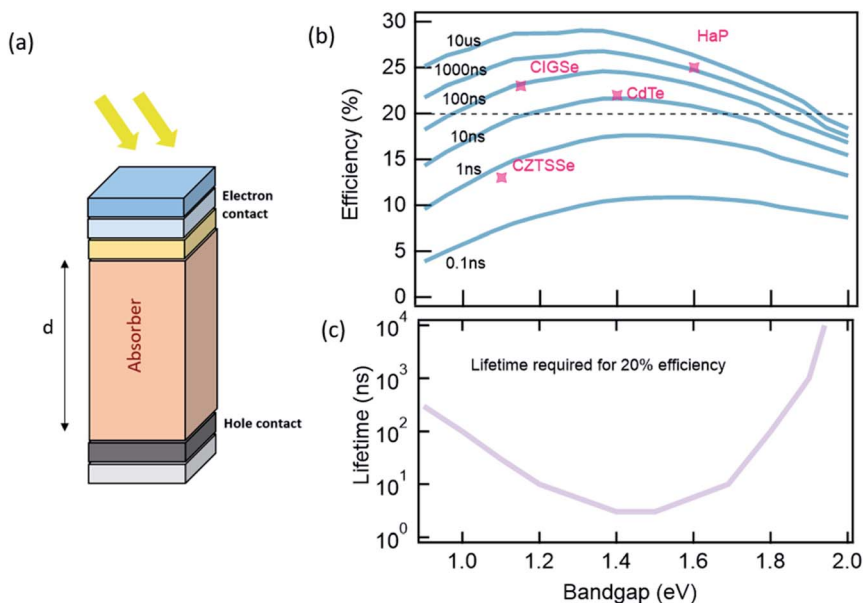 (a)
Electron
contact
d
Absorber
Hole contact
(b)
Efficiency (%)
30
25
20
15
10
5
0
10us
1000ns
100ns
10ns
1ns
0.1ns
HaP
CIGSe
CdTe
CZTSSe
(c)
Lifetime (ns)
10^4
10^3
10^2
10^1
10^0
Lifetime required for 20% efficiency
1.0 1.2 1.4 1.6 1.8 2.0
Bandgap (eV)